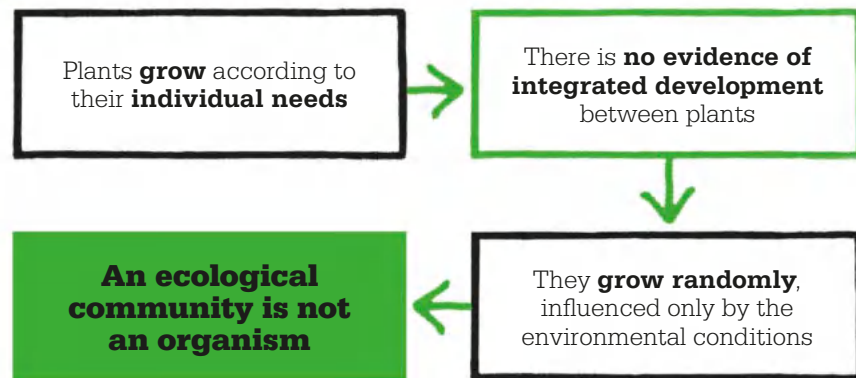 Plants grow according to
their individual needs
There is no evidence of
integrated development
between plants
They grow randomly,
influenced only by the
environmental conditions
An ecological
community is not
an organism